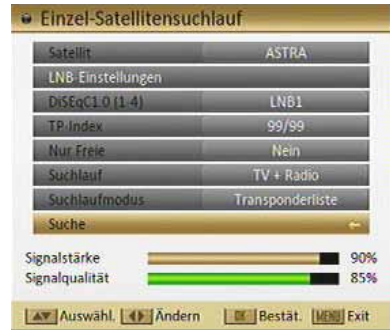 Einzel-Satellitensuchlauf
Satellit ASTRA
LNB-Einstellungen
DiSEqC1.0 (1-4) LNB1
TP-Index 99/99
Nur Freie Nein
Suchlauf TV + Radio
Suchlaufmodus Transponderliste
Suche
Signalstärke 90%
Signalqualität 85%
Auswähl. Ändern OK Bestät. MENU Exit